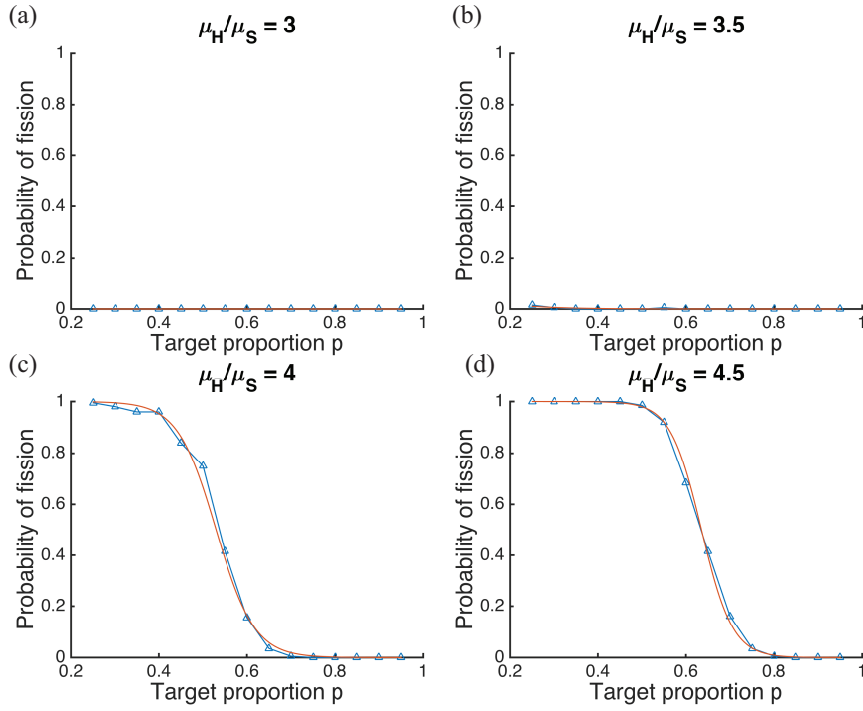 (a)
μH/μS = 3
Probability of fission
1
0.8
0.6
0.4
0.2
0
0.2 0.4 0.6 0.8 1
Target proportion p
(b)
μH/μS = 3.5
Probability of fission
1
0.8
0.6
0.4
0.2
0
0.2 0.4 0.6 0.8 1
Target proportion p
(c)
μH/μS = 4
Probability of fission
1
0.8
0.6
0.4
0.2
0
0.2 0.4 0.6 0.8 1
Target proportion p
(d)
μH/μS = 4.5
Probability of fission
1
0.8
0.6
0.4
0.2
0
0.2 0.4 0.6 0.8 1
Target proportion p